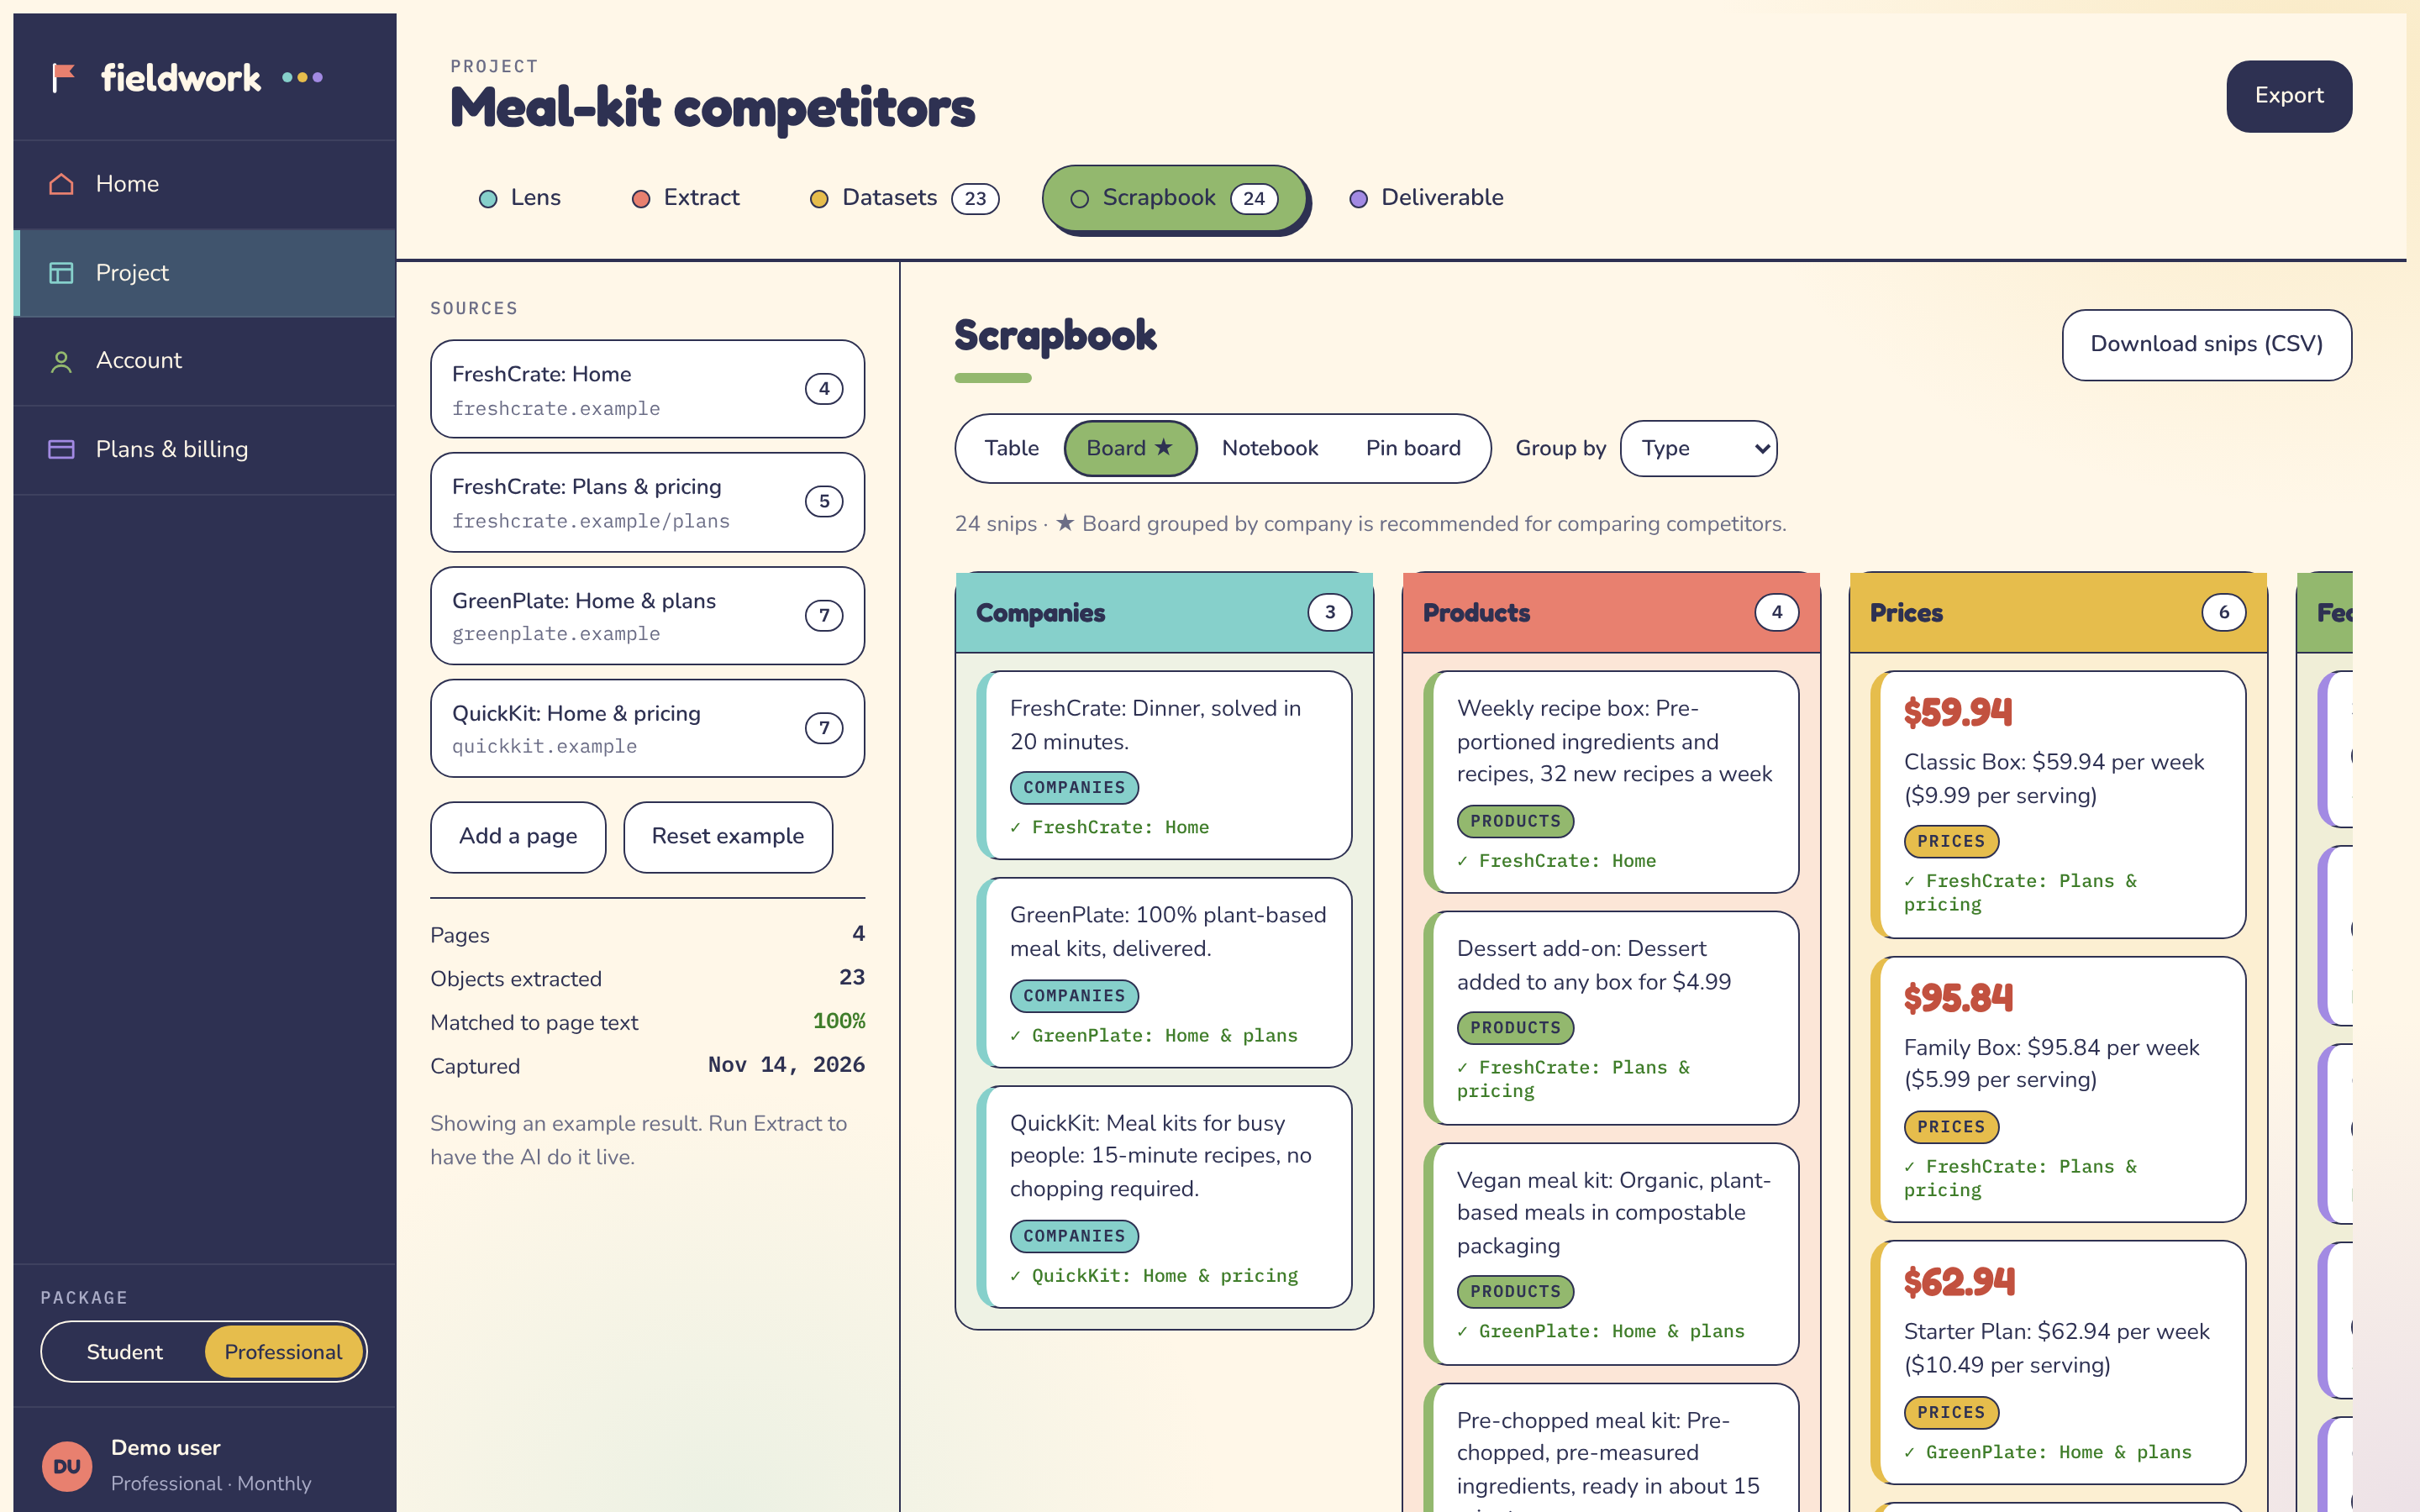 fieldwork
Home
Project
Account
Plans & billing
PACKAGE
Student
Professional
DU
Demo user
Professional · Monthly
PROJECT
Meal-kit competitors
Export
Lens
Extract
Datasets 23
Scrapbook 24
Deliverable
SOURCES
FreshCrate: Home
freshcrate.example
4
FreshCrate: Plans & pricing
freshcrate.example/plans
5
GreenPlate: Home & plans
greenplate.example
7
QuickKit: Home & pricing
quickkit.example
7
Add a page
Reset example
Pages 4
Objects extracted 23
Matched to page text 100%
Captured Nov 14, 2026
Showing an example result. Run Extract to
have the AI do it live.
Scrapbook
Download snips (CSV)
Table
Board ★
Notebook
Pin board
Group by
Type
24 snips · ★ Board grouped by company is recommended for comparing competitors.
Companies 3
FreshCrate: Dinner, solved in
20 minutes.
COMPANIES
✓ FreshCrate: Home
GreenPlate: 100% plant-based
meal kits, delivered.
COMPANIES
✓ GreenPlate: Home & plans
QuickKit: Meal kits for busy
people: 15-minute recipes, no
chopping required.
COMPANIES
✓ QuickKit: Home & pricing
Products 4
Weekly recipe box: Pre-
portioned ingredients and
recipes, 32 new recipes a week
PRODUCTS
✓ FreshCrate: Home
Dessert add-on: Dessert
added to any box for $4.99
PRODUCTS
✓ FreshCrate: Plans &
pricing
Vegan meal kit: Organic, plant-
based meals in compostable
packaging
PRODUCTS
✓ GreenPlate: Home & plans
Pre-chopped meal kit: Pre-
chopped, pre-measured
ingredients, ready in about 15
Prices 6
$59.94
Classic Box: $59.94 per week
($9.99 per serving)
PRICES
✓ FreshCrate: Plans &
pricing
$95.84
Family Box: $95.84 per week
($5.99 per serving)
PRICES
✓ FreshCrate: Plans &
pricing
$62.94
Starter Plan: $62.94 per week
($10.49 per serving)
PRICES
✓ GreenPlate: Home & plans